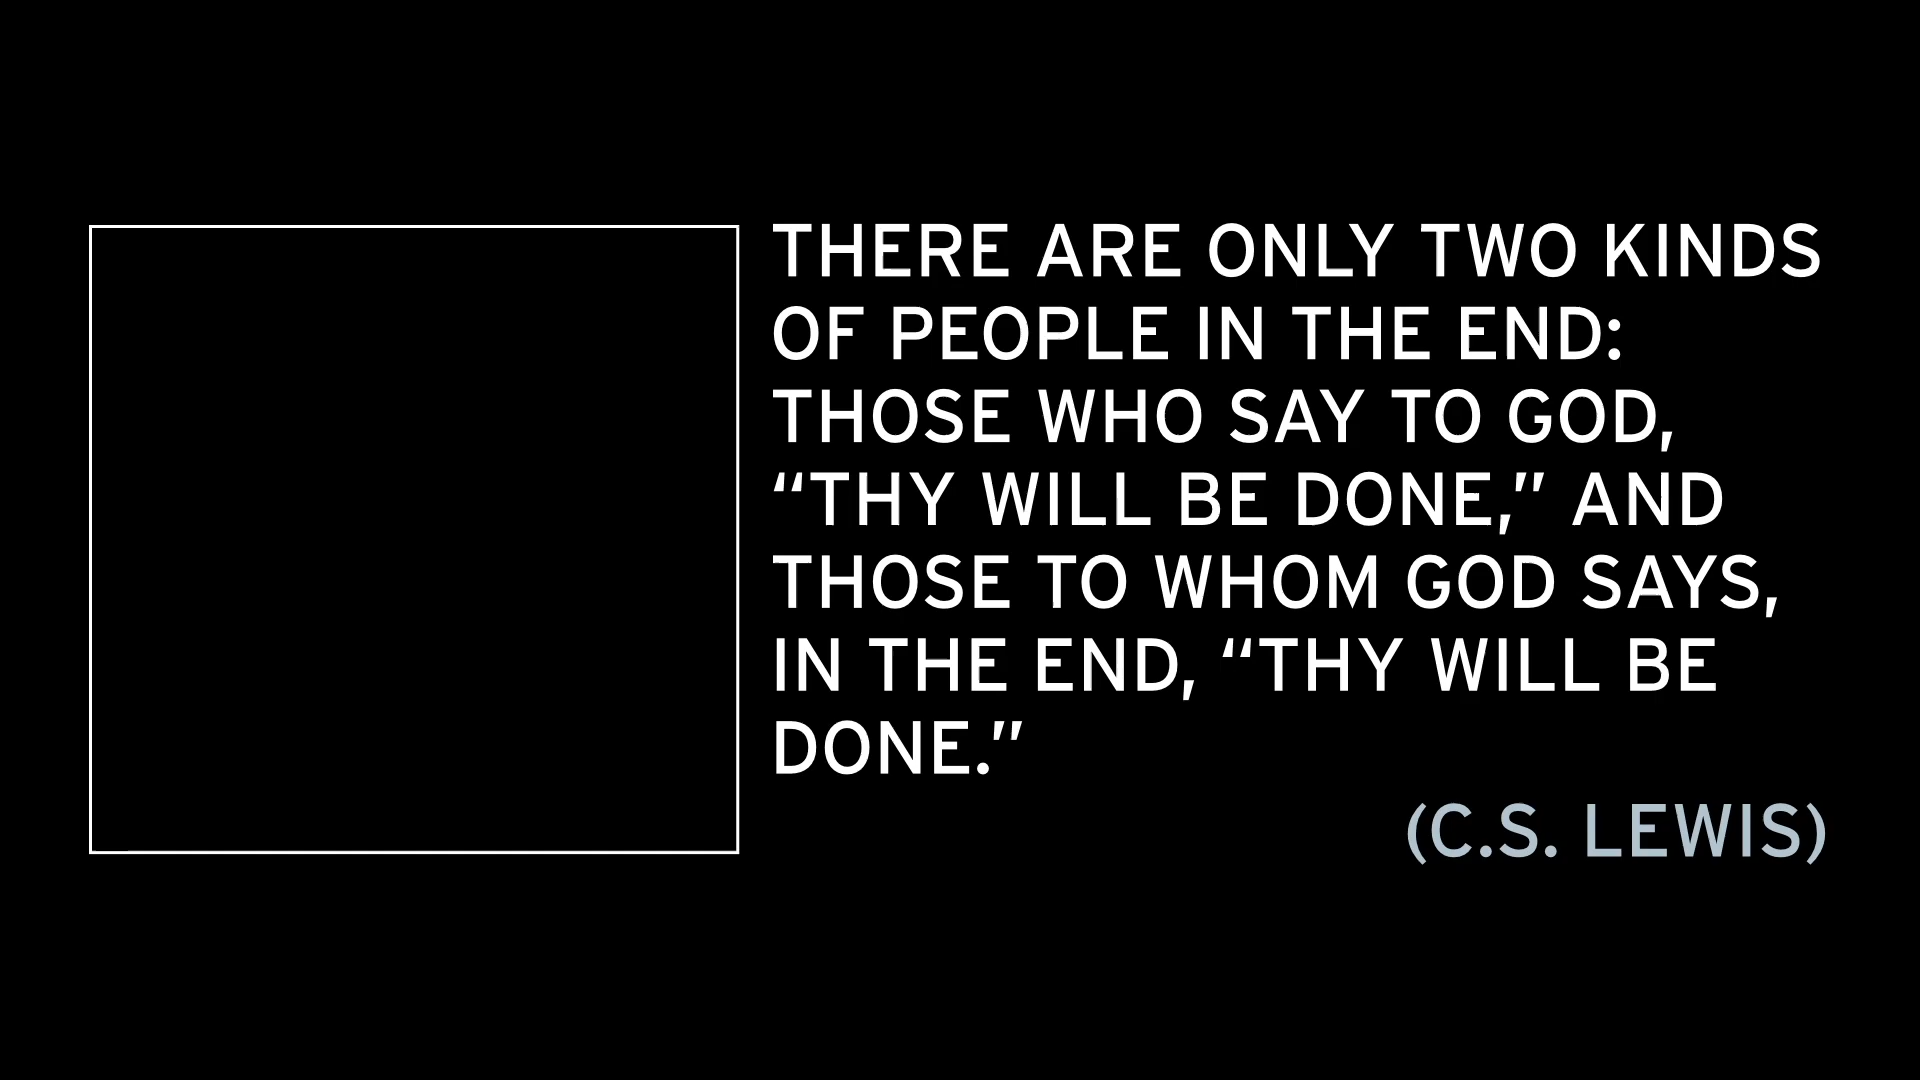 THERE ARE ONLY TWO KINDS
OF PEOPLE IN THE END:
THOSE WHO SAY TO GOD,
“THY WILL BE DONE,” AND
THOSE TO WHOM GOD SAYS,
IN THE END, “THY WILL BE
DONE.”
(C.S. LEWIS)